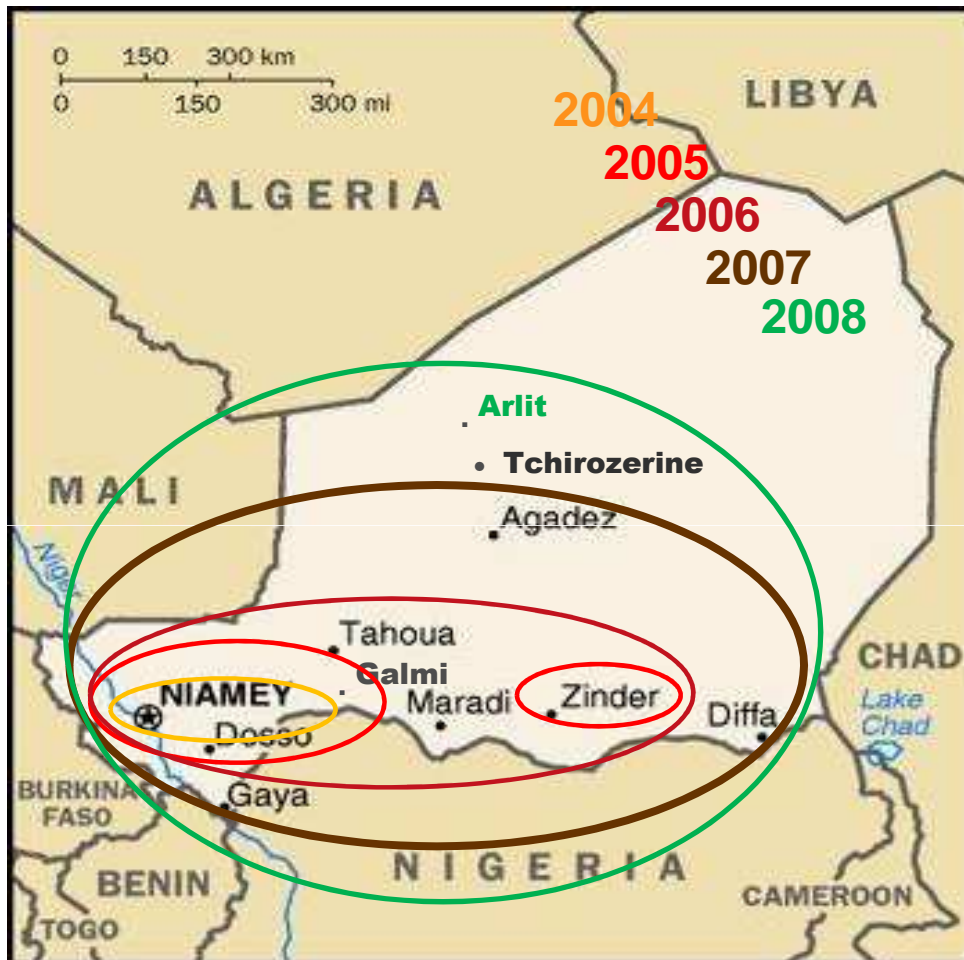 0 150 300 km
0 150 300 mi
LIBYA
2004
2005
ALGERIA
2006
2007
2008
Arlit
Tchirozerine
MALI
Agadez
Niger
Tahoua
CHAD
Galmi
NIAMEY
Zinder
Maradi
Lake
Chad
Diffa
Dosso
BURKINA
FASO
Gaya
NIGERIA
BENIN
CAMEROON
TOGO